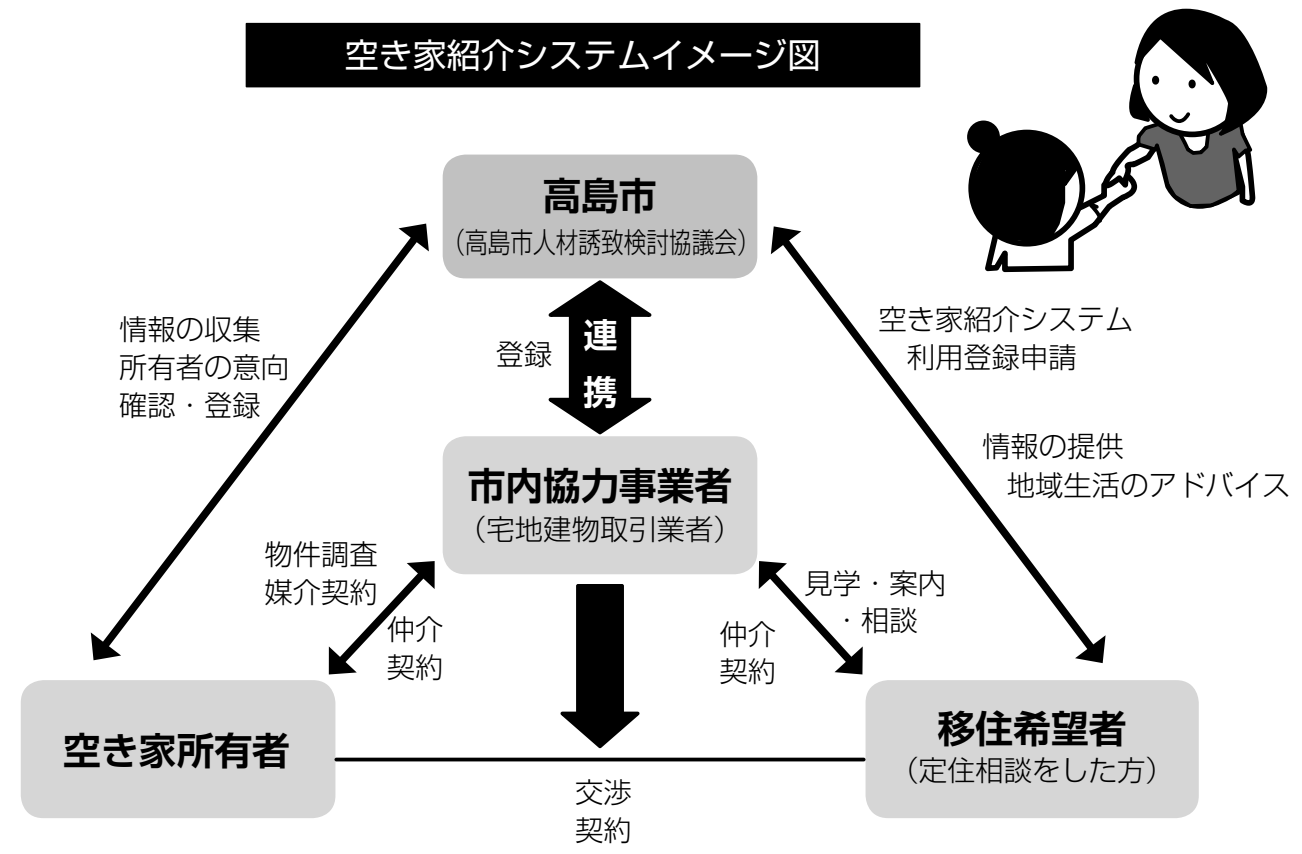 空き家紹介システムイメージ図
高島市
（高島市人材誘致検討協議会）
情報の収集
所有者の意向
確認・登録
登録
連
携
空き家紹介システム
利用登録申請
情報の提供
地域生活のアドバイス
市内協力事業者
（宅地建物取引業者）
物件調査
媒介契約
仲介
契約
仲介
契約
見学・案内
・相談
空き家所有者
移住希望者
（定住相談をした方）
交渉
契約